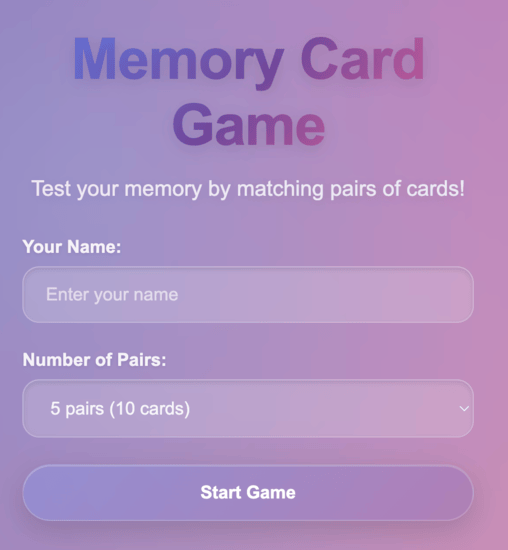 Memory Card
Game
Test your memory by matching pairs of cards!
Your Name:
Enter your name
Number of Pairs:
5 pairs (10 cards)
Start Game